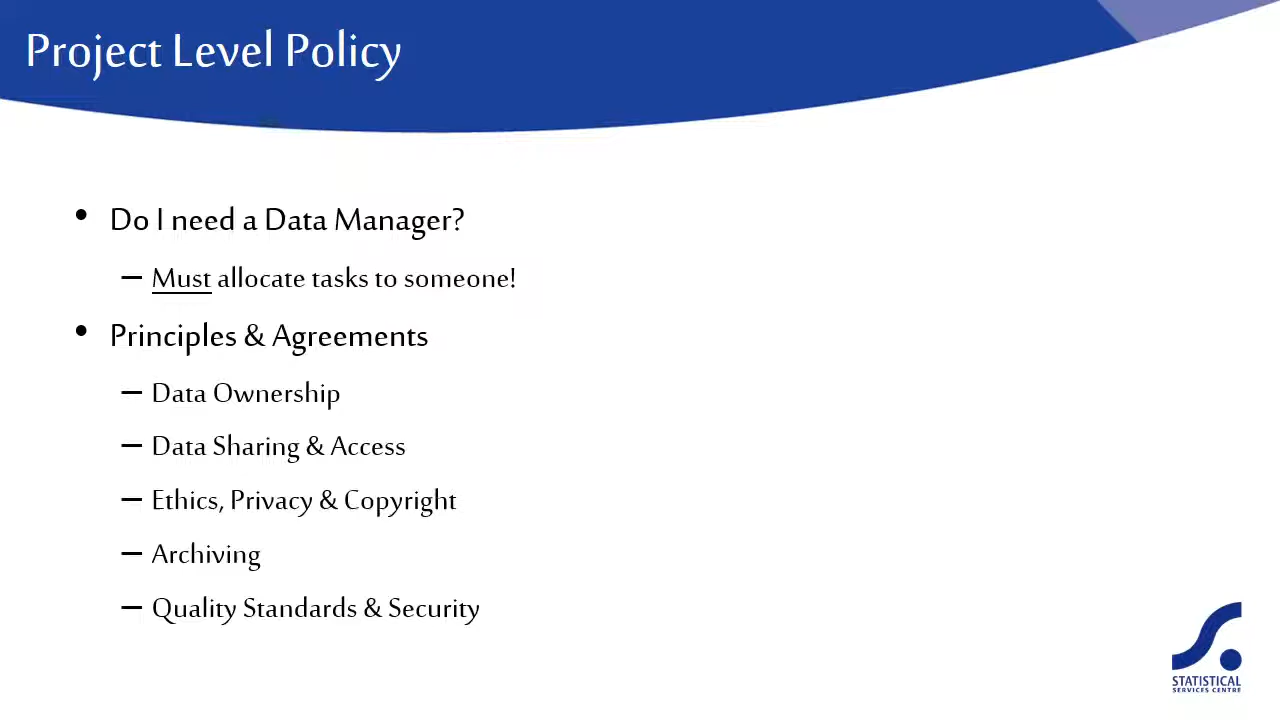 Project Level Policy
• Do I need a Data Manager?
– Must allocate tasks to someone!
• Principles & Agreements
– Data Ownership
– Data Sharing & Access
– Ethics, Privacy & Copyright
– Archiving
– Quality Standards & Security
STATISTICAL
SERVICES CENTRE